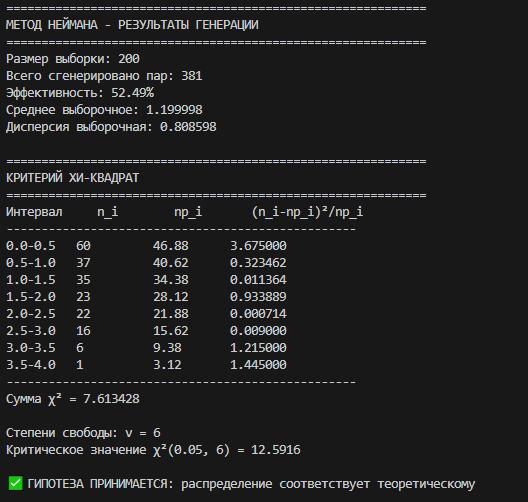 ============================================================
МЕТОД НЕЙМАНА - РЕЗУЛЬТАТЫ ГЕНЕРАЦИИ
============================================================
Размер выборки: 200
Всего сгенерировано пар: 381
Эффективность: 52.49%
Среднее выборочное: 1.199998
Дисперсия выборочная: 0.808598

============================================================
КРИТЕРИЙ ХИ-КВАДРАТ
============================================================
Интервал     n_i        np_i       (n_i-np_i)²/np_i
--------------------------------------------------
0.0-0.5   60        46.88     3.675000
0.5-1.0   37        40.62     0.323462
1.0-1.5   35        34.38     0.011364
1.5-2.0   23        28.12     0.933889
2.0-2.5   22        21.88     0.000714
2.5-3.0   16        15.62     0.009000
3.0-3.5   6         9.38      1.215000
3.5-4.0   1         3.12      1.445000
--------------------------------------------------
Сумма χ² = 7.613428

Степени свободы: ν = 6
Критическое значение χ²(0.05, 6) = 12.5916

✅ ГИПОТЕЗА ПРИНИМАЕТСЯ: распределение соответствует теоретическому